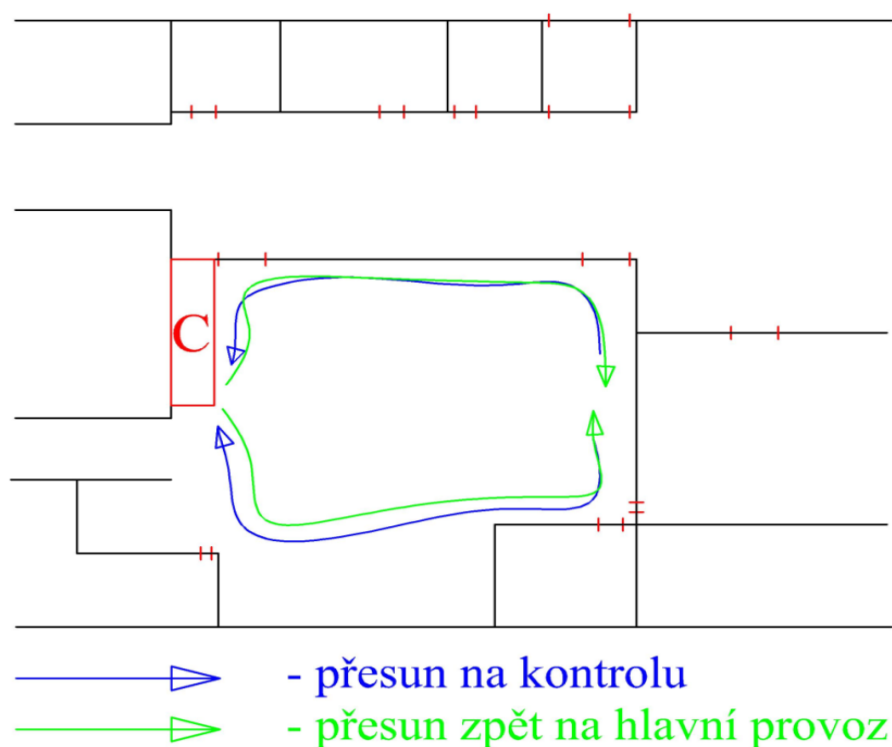 C
- přesun na kontrolu
- přesun zpět na hlavní provoz